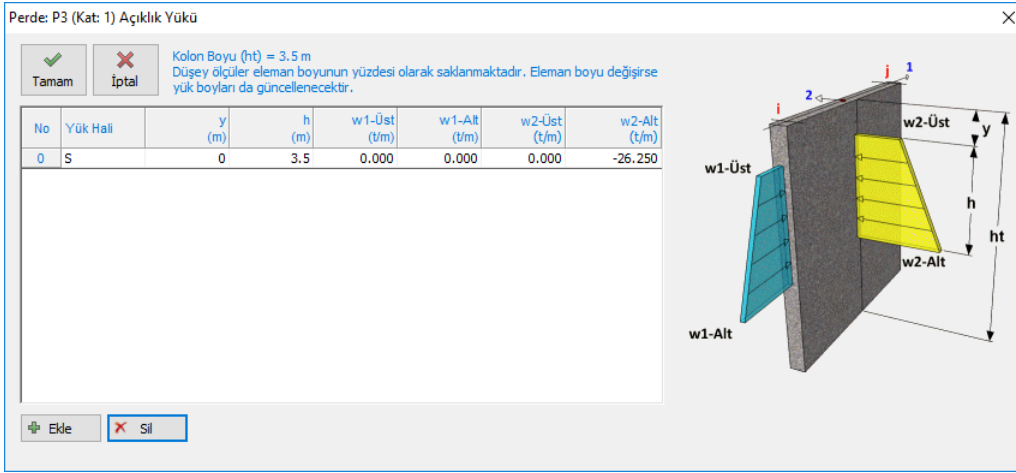 Perde: P3 (Kat: 1) Açıklık Yükü
Tamam
İptal
Kolon Boyu (ht) = 3.5 m
Düşey ölçüler eleman boyunun yüzdesi olarak saklanmaktadır. Eleman boyu değişirse
yük boyları da güncellenecektir.
No Yük Hali y (m) h (m) w1-Üst (t/m) w1-Alt (t/m) w2-Üst (t/m) w2-Alt (t/m)
0 S 0 3.5 0.000 0.000 0.000 -26.250
Ekle
Sil
j 1
2
i
w2-Üst
y
w1-Üst
h
ht
w2-Alt
w1-Alt